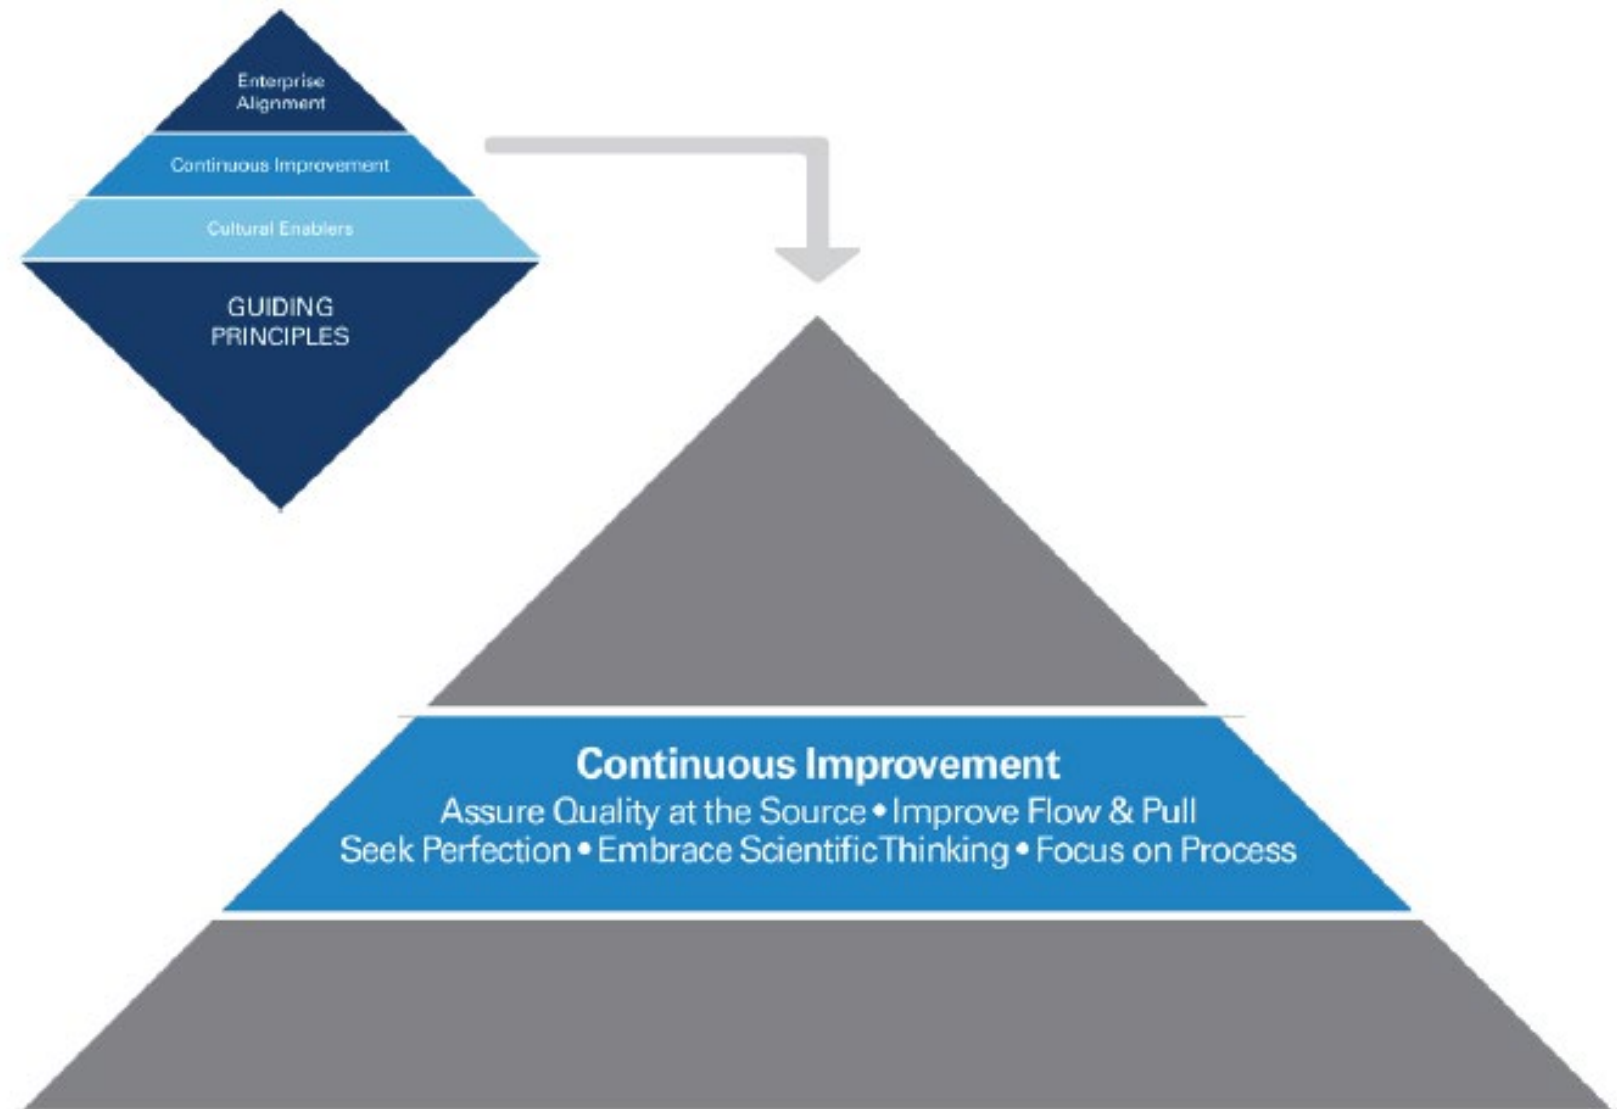 Enterprise
Alignment
Continuous Improvement
Cultural Enablers
GUIDING
PRINCIPLES
Continuous Improvement
Assure Quality at the Source • Improve Flow & Pull
Seek Perfection • Embrace Scientific Thinking • Focus on Process